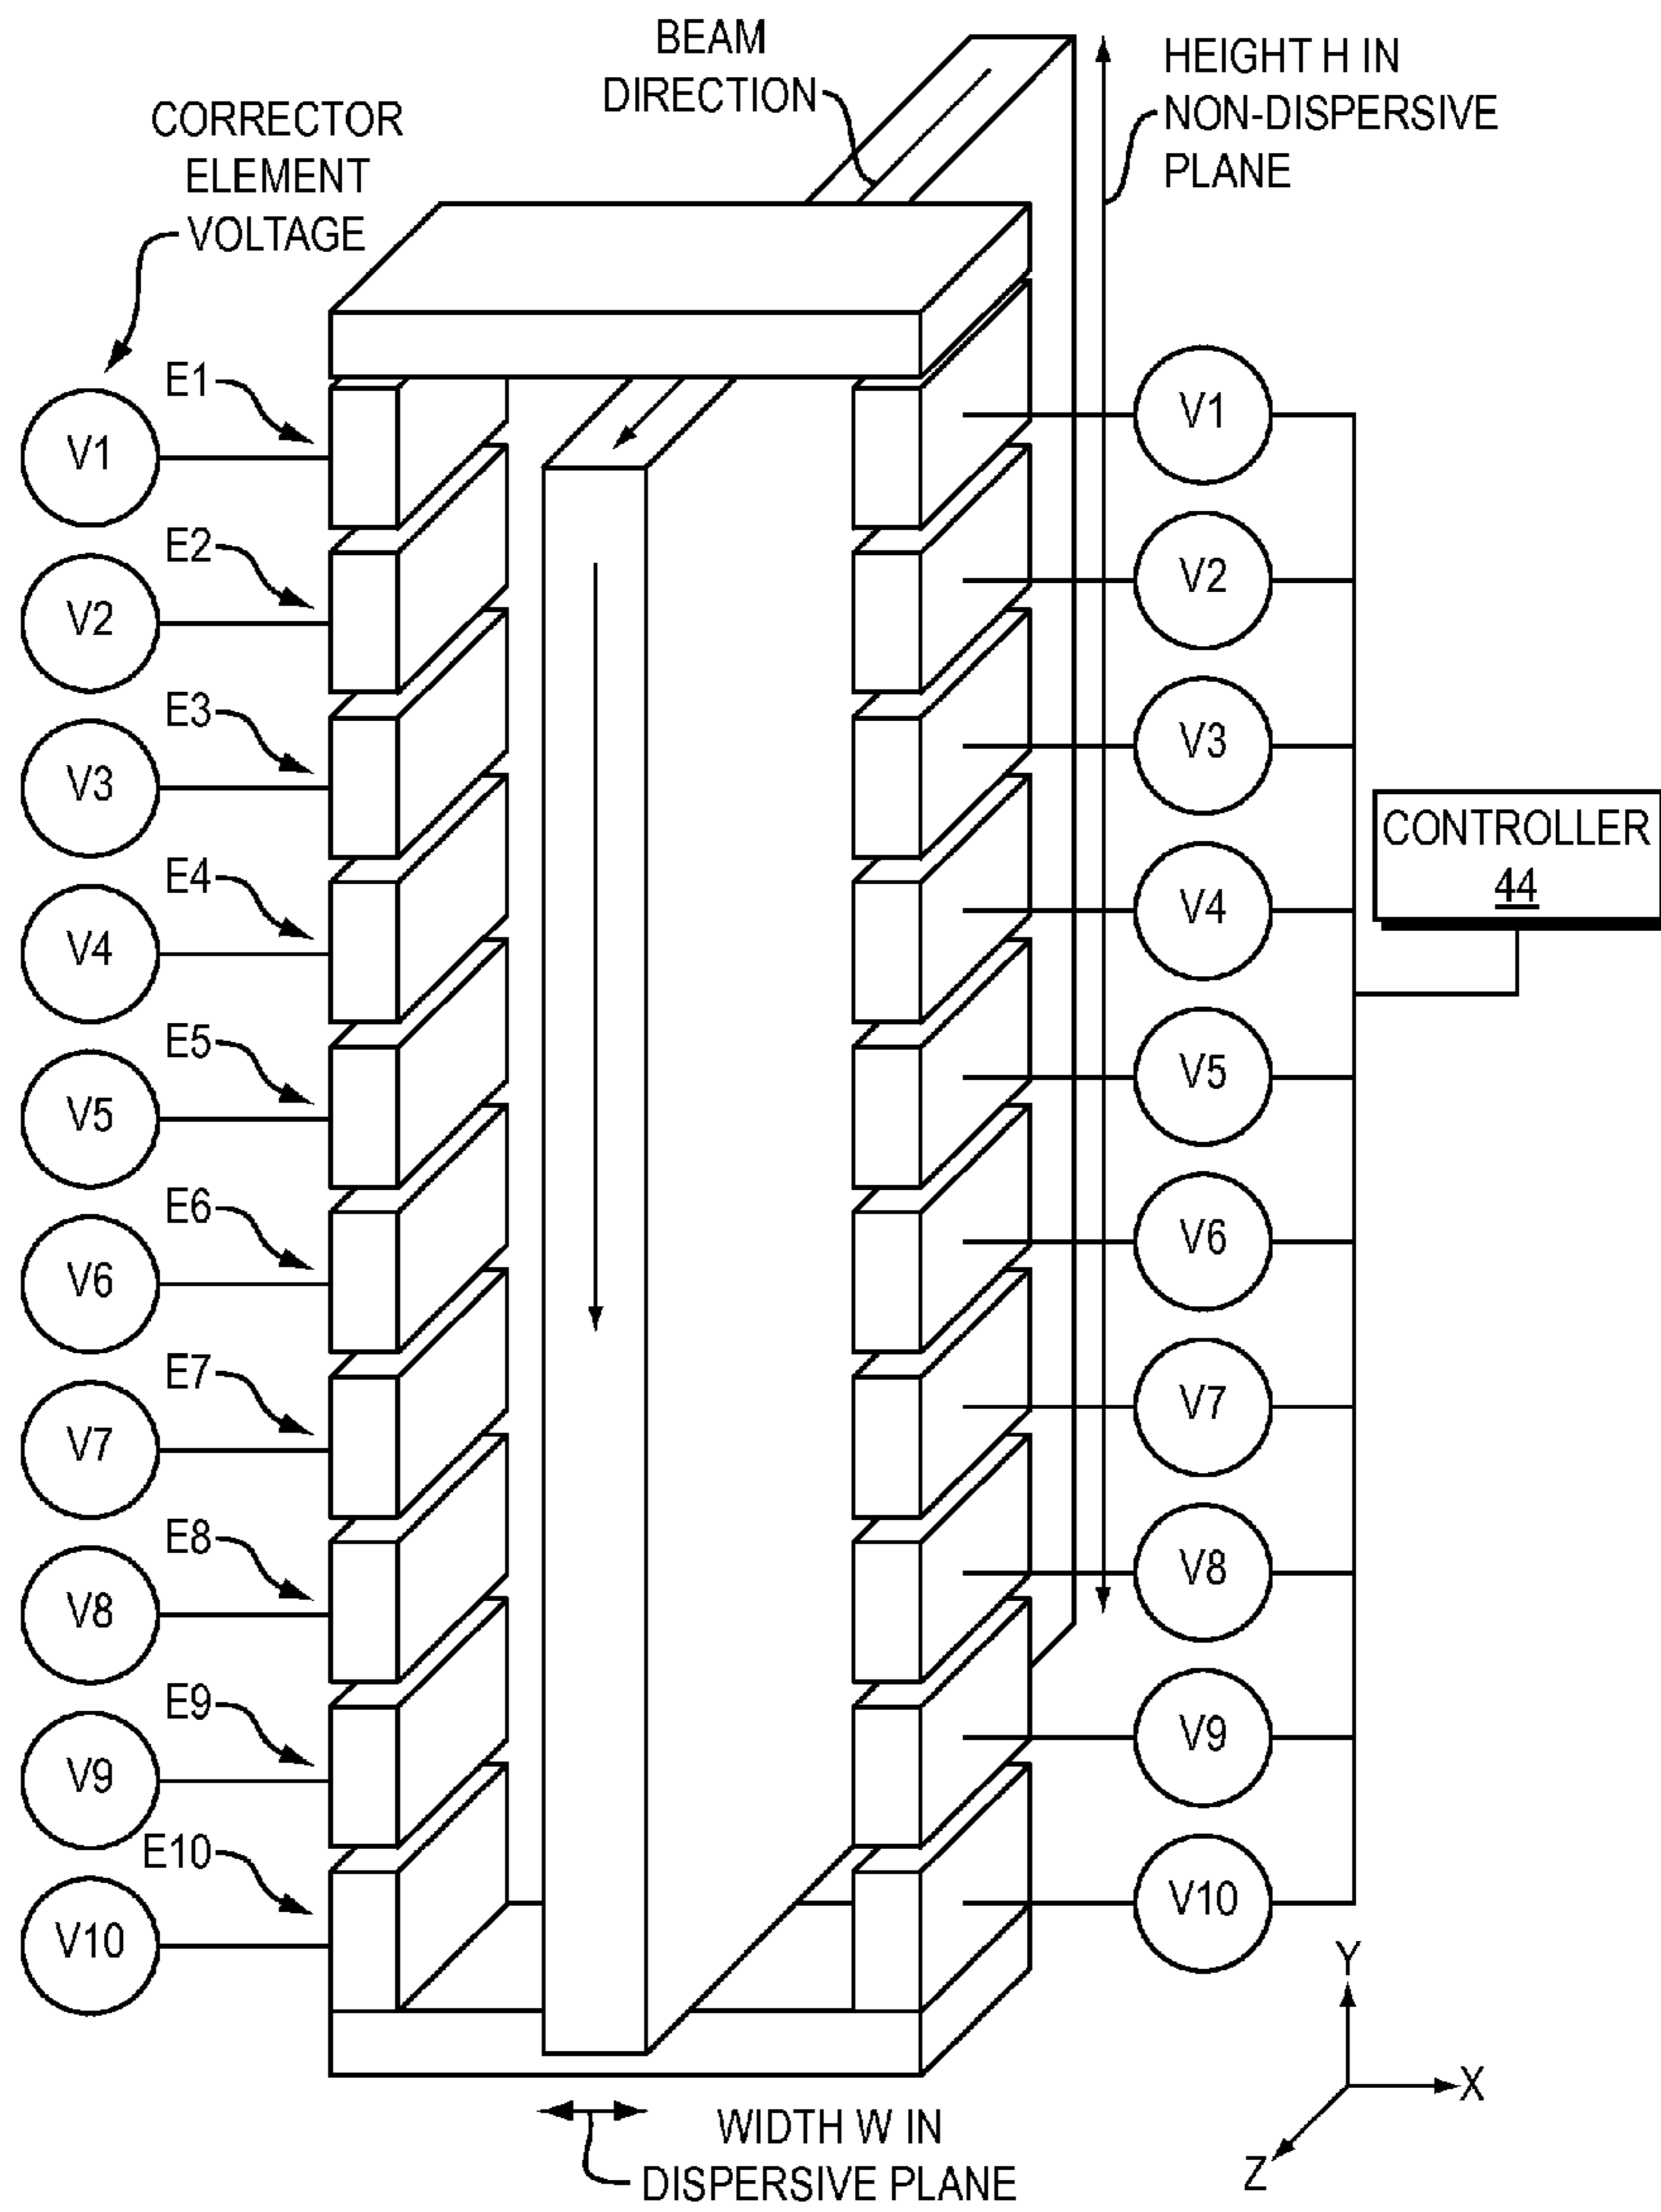 BEAM
DIRECTION
HEIGHT H IN
NON-DISPERSIVE
PLANE
CORRECTOR
ELEMENT
VOLTAGE
E1
V1
V1
E2
V2
V2
E3
V3
V3
CONTROLLER
44
E4
V4
V4
E5
V5
V5
E6
V6
V6
E7
V7
V7
E8
V8
V8
E9
V9
V9
E10
V10
V10
Y
X
Z
WIDTH W IN
DISPERSIVE PLANE